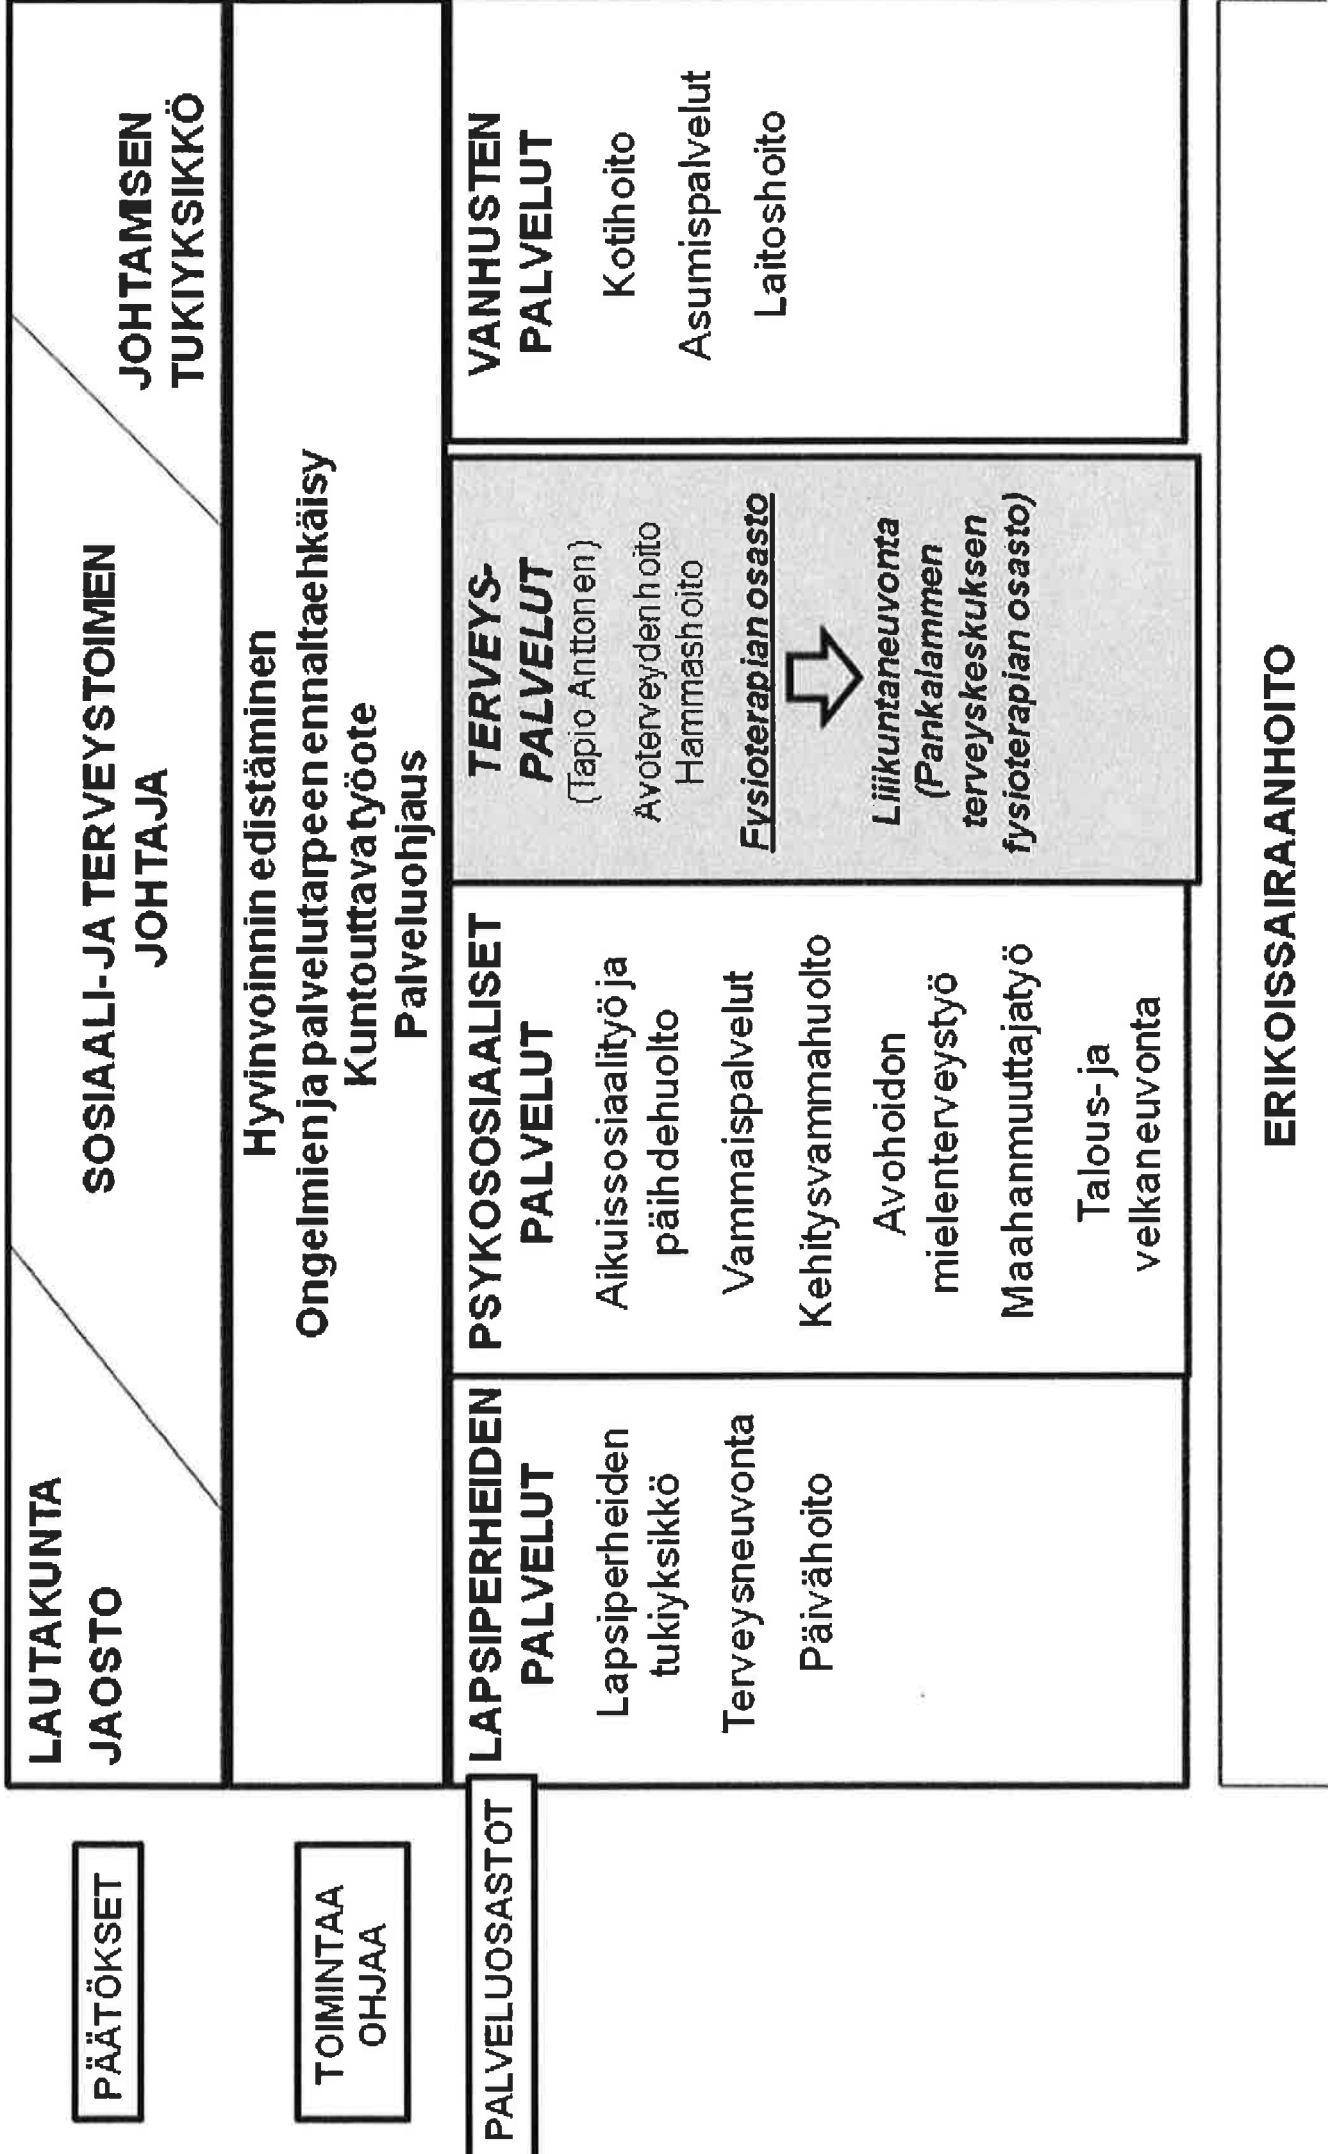 PÄÄTÖKSET
LAUTAKUNTA
JAOSTO
SOSIAALI-JA TERVEYSTOIMEN
JOHTAJA
JOHTAMISEN
TUKIYKSIKKÖ
TOIMINTAA
OHJAA
Hyvinvoinnin edistäminen
Ongelmien ja palvelutarpeen ennaltaehkäisy
Kuntouttava työote
Palveluohjaus
PALVELUOSASTOT
LAPSIPERHEIDEN
PALVELUT
Lapsiperheiden
tukiyksikkö
Terveysneuvonta
Päivähoito
PSYKOSOSIAALISET
PALVELUT
Aikuissosiaalityö ja
päihdehuolto
Vammaispalvelut
Kehitysvammahuolto
Avohoidon
mielenterveystyö
Maahanmuuttajatyö
Talous- ja
velkaneuvonta
TERVEYS-
PALVELUT
(Tapio Anttonen)
Avoterveydenhoito
Hammashoito
Fysioterapian osasto
Liiikuntaneuvonta
(Pankalammen
terveyskeskuksen
fysioterapian osasto)
VANHUSTEN
PALVELUT
Kotihoito
Asumispalvelut
Laitoshoito
ERIKOISSAIRAANHOITO